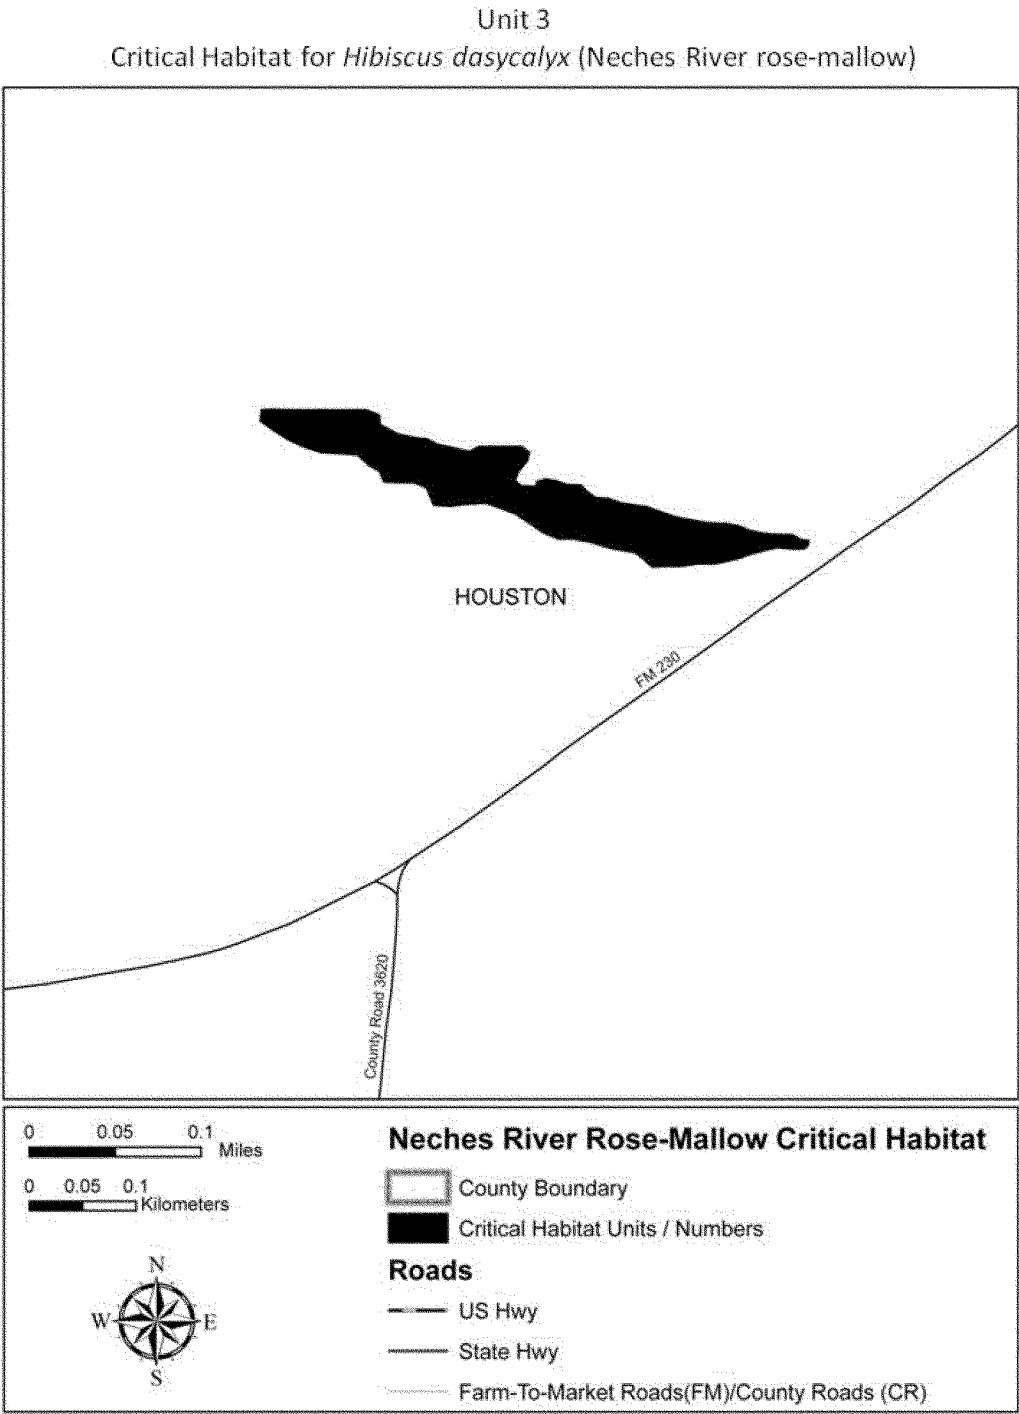 Unit 3
Critical Habitat for Hibiscus dasycalyx (Neches River rose-mallow)
HOUSTON
FM 230
County Road 3620
0 0.05 0.1
Miles
0 0.05 0.1
Kilometers
N
W E
S
Neches River Rose-Mallow Critical Habitat
County Boundary
Critical Habitat Units / Numbers
Roads
US Hwy
State Hwy
Farm-To-Market Roads(FM)/County Roads (CR)